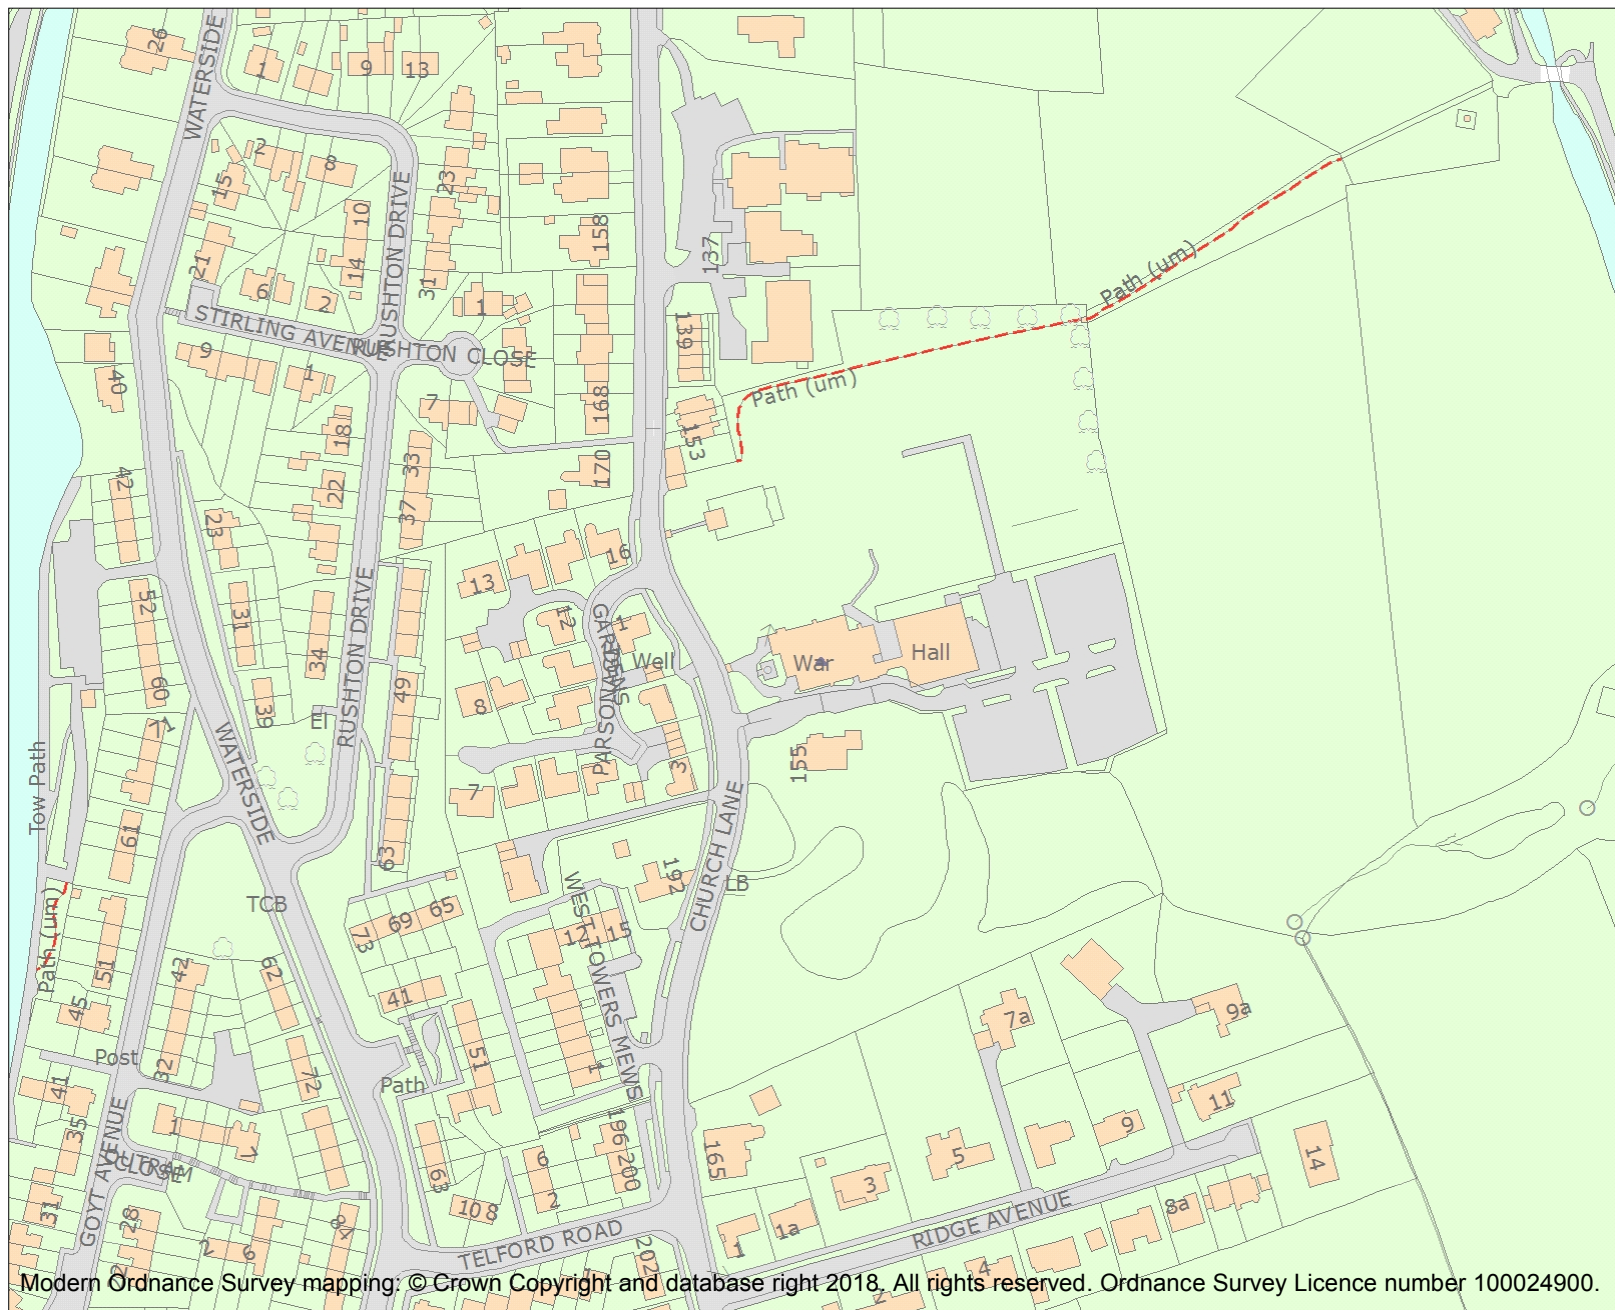 26
WATERSIDE
1
9
13
2
8
15
23
10
21
14
RUSHTON DRIVE
31
158
137
6
2
1
STIRLING AVENUE
RUSHTON CLOSE
139
Path (um)
Path (um)
9
1
40
7
168
18
153
33
170
42
22
37
23
16
13
52
12
1
31
GARDENS
PARSONAGE
34
RUSHTON DRIVE
Well
War
Hall
60
39
49
8
El
71
WATERSIDE
155
3
Tow Path
7
61
63
CHURCH LANE
192
LB
TCB
WEST TOWERS MEWS
Path (um)
73
69
65
12
15
51
42
62
45
41
7a
9a
Post
32
72
51
1
Path
41
35
GOYT AVENUE
1
7
196
200
165
11
9
5
14
63
6
2
10
8
3
OUTRAM
CLOSE
31
28
84
2
6
TELFORD ROAD
202
1
1a
RIDGE AVENUE
8a
4
2
Modern Ordnance Survey mapping: © Crown Copyright and database right 2018. All rights reserved. Ordnance Survey Licence number 100024900.